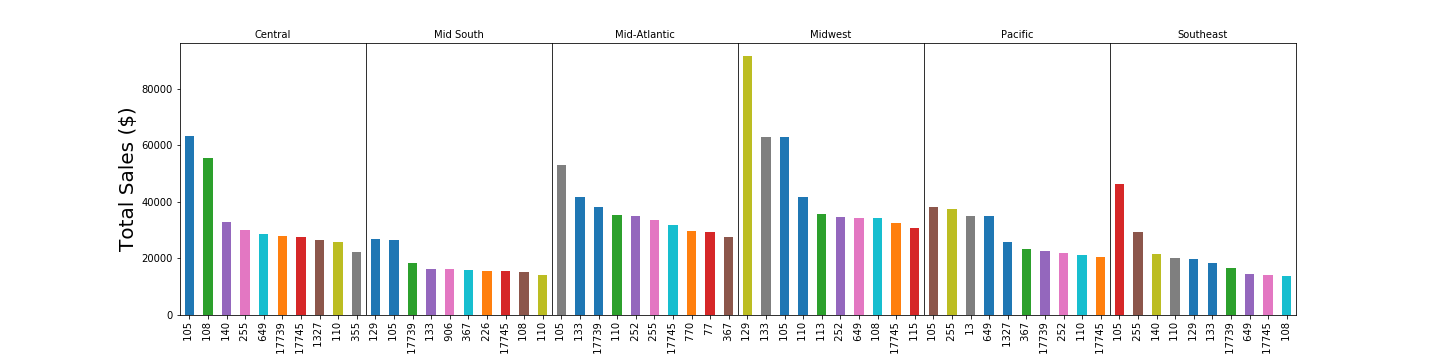 Central Mid South Mid-Atlantic Midwest Pacific Southeast
Total Sales ($)
80000
60000
40000
20000
0
105 108 140 255 649 17739 17745 1327 110 355 129 105 17739 133 906 367 226 17745 108 110 105 133 17739 110 252 255 17745 770 77 367 129 133 105 110 113 252 649 108 17745 115 105 255 13 649 1327 367 17739 252 110 17745 105 255 140 110 129 133 17739 649 17745 108